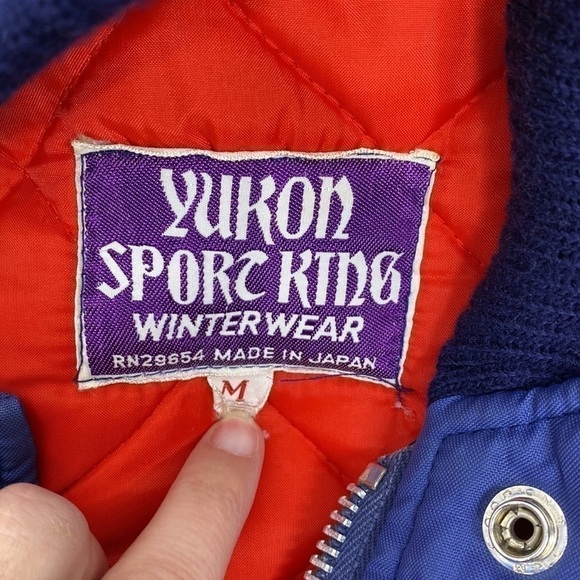 YUKON
SPORT KING
WINTERWEAR
RN29654 MADE IN JAPAN
M